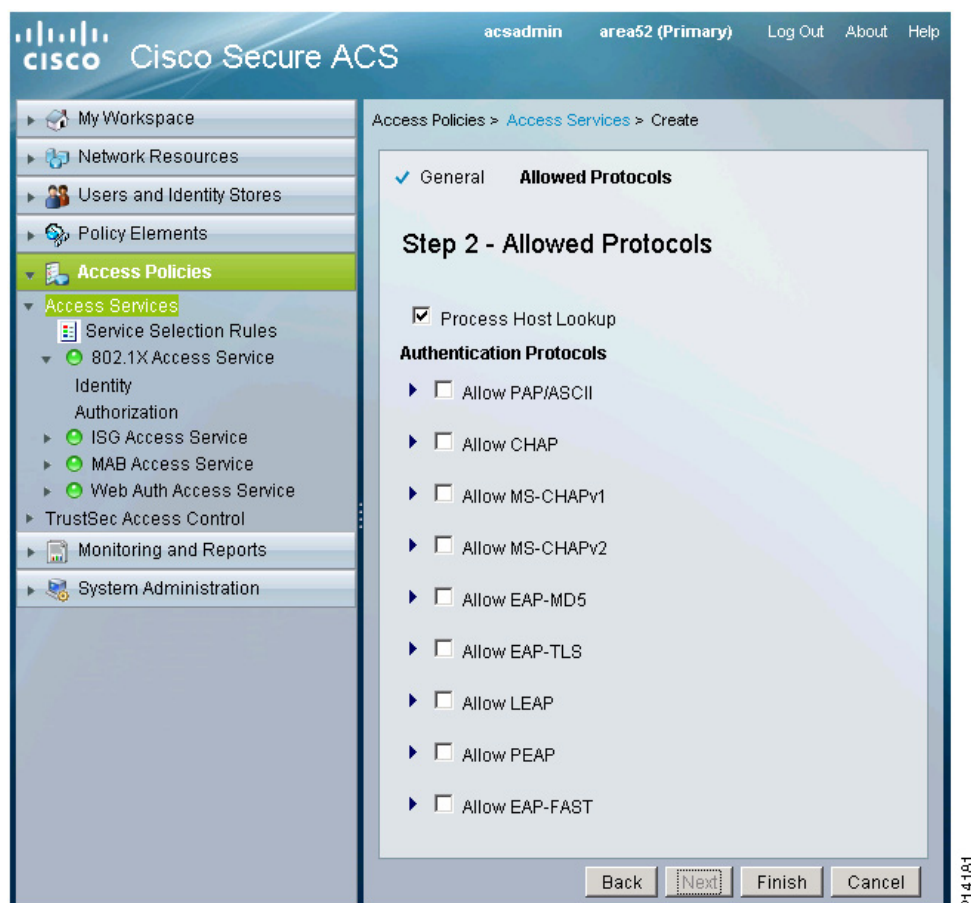 acsadmin area52 (Primary) Log Out About Help
CISCO Cisco Secure ACS
My Workspace
Network Resources
Users and Identity Stores
Policy Elements
Access Policies
Access Services
Service Selection Rules
802.1X Access Service
Identity
Authorization
ISG Access Service
MAB Access Service
Web Auth Access Service
TrustSec Access Control
Monitoring and Reports
System Administration
Access Policies > Access Services > Create
General Allowed Protocols
Step 2 - Allowed Protocols
Process Host Lookup
Authentication Protocols
Allow PAP/ASCII
Allow CHAP
Allow MS-CHAPv1
Allow MS-CHAPv2
Allow EAP-MD5
Allow EAP-TLS
Allow LEAP
Allow PEAP
Allow EAP-FAST
Back Next Finish Cancel